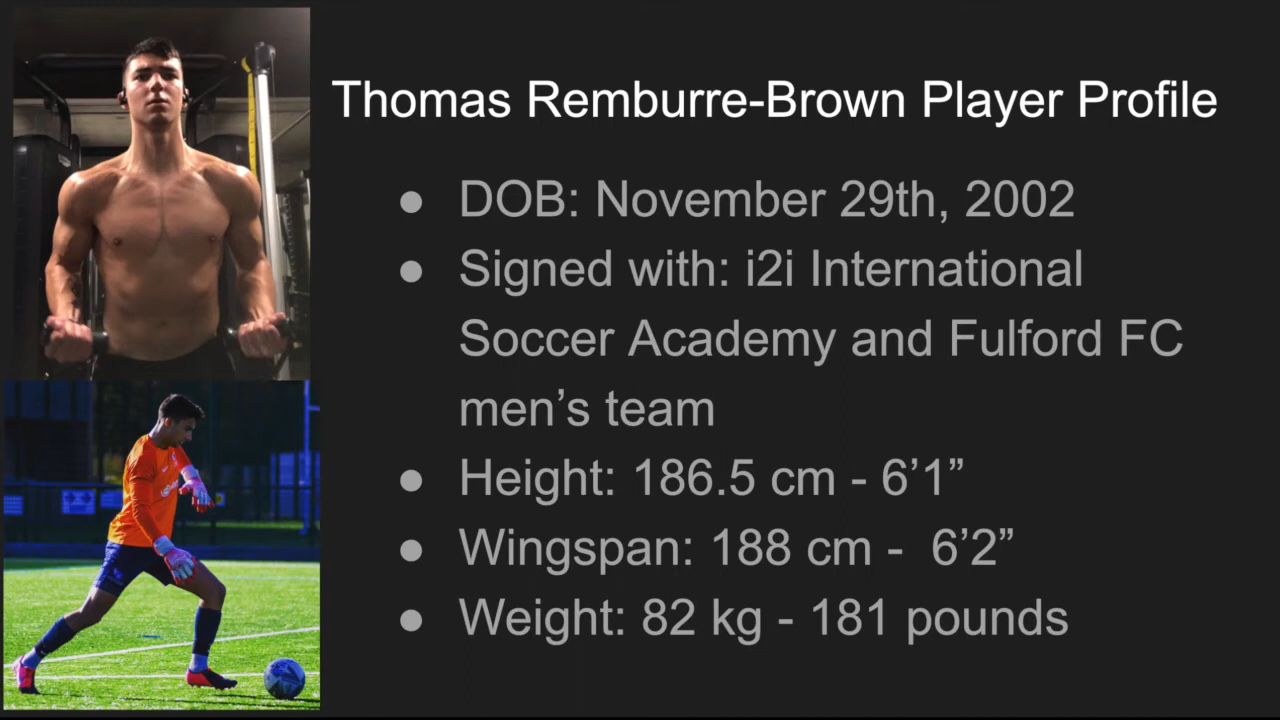 Thomas Remburre-Brown Player Profile
● DOB: November 29th, 2002
● Signed with: i2i International
Soccer Academy and Fulford FC
men’s team
● Height: 186.5 cm - 6’1”
● Wingspan: 188 cm -  6’2”
● Weight: 82 kg - 181 pounds